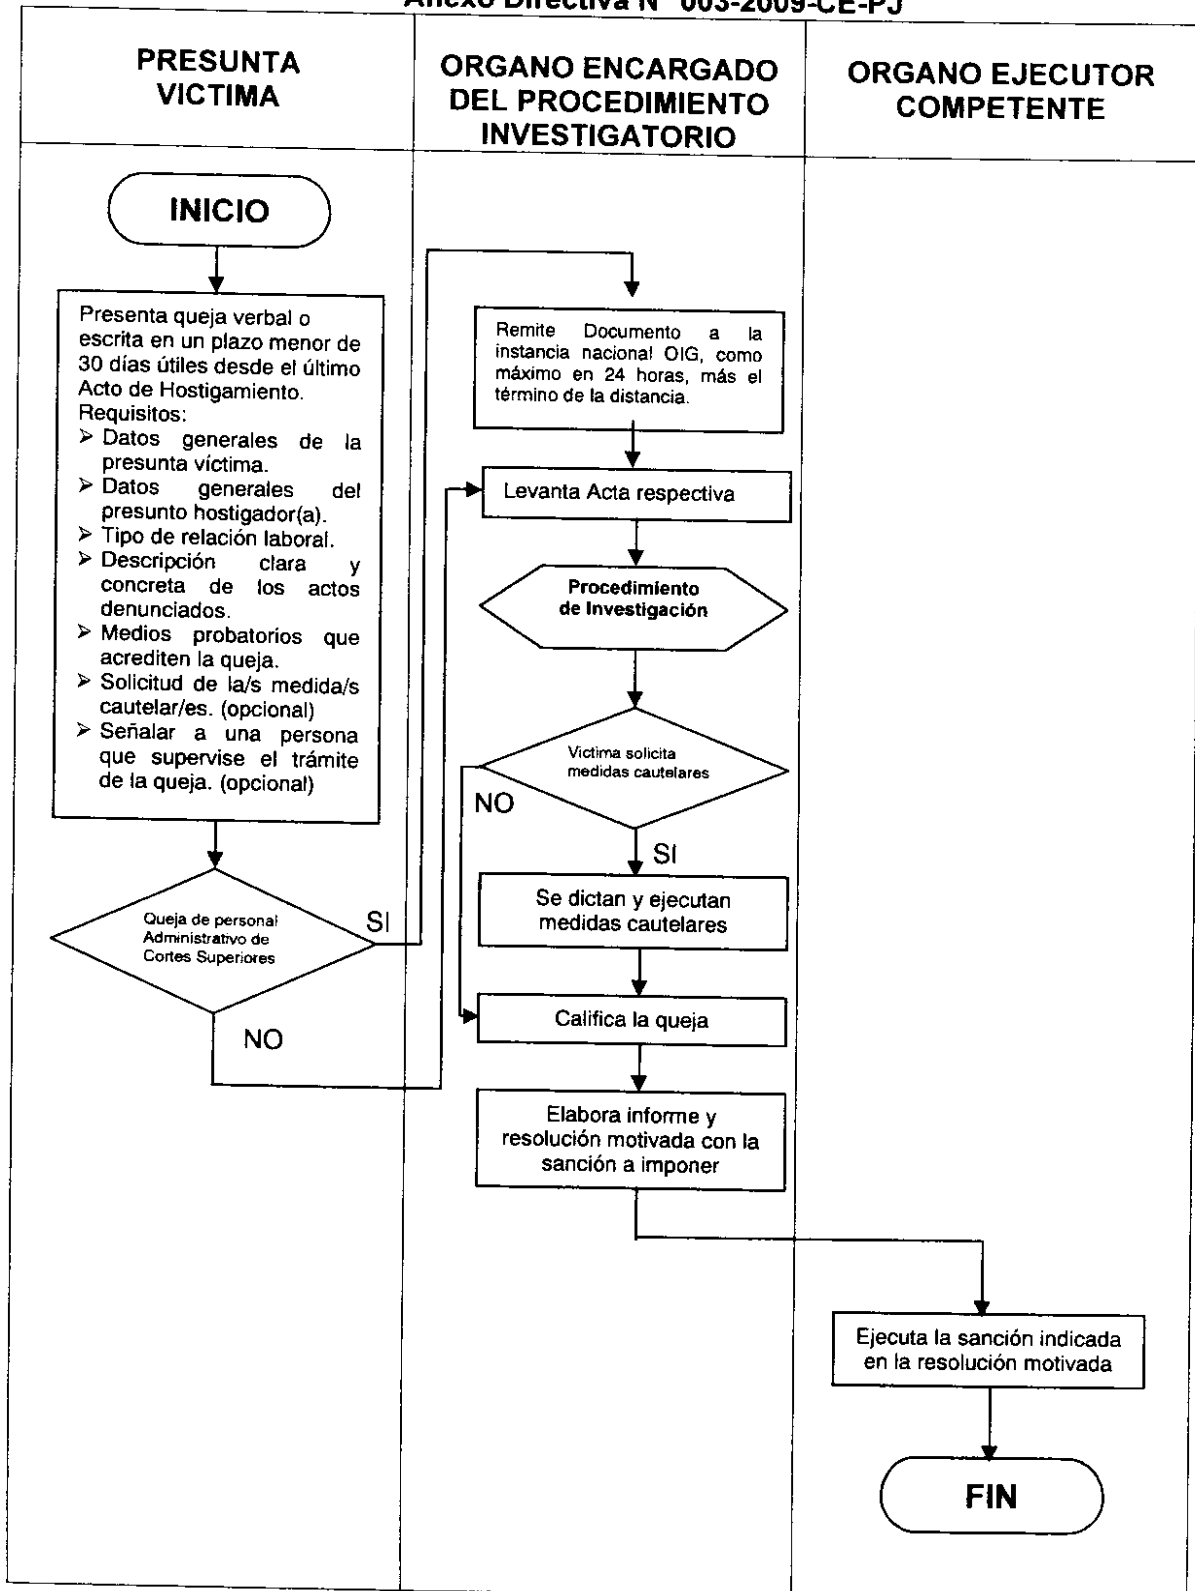 Anexo Directiva N° 003-2009-CE-PJ
PRESUNTA
VICTIMA
ORGANO ENCARGADO
DEL PROCEDIMIENTO
INVESTIGATORIO
ORGANO EJECUTOR
COMPETENTE
INICIO
Presenta queja verbal o
escrita en un plazo menor de
30 días útiles desde el último
Acto de Hostigamiento.
Requisitos:
➢ Datos generales de la
presunta víctima.
➢ Datos generales del
presunto hostigador(a).
➢ Tipo de relación laboral.
➢ Descripción clara y
concreta de los actos
denunciados.
➢ Medios probatorios que
acrediten la queja.
➢ Solicitud de la/s medida/s
cautelar/es. (opcional)
➢ Señalar a una persona
que supervise el trámite
de la queja. (opcional)
Queja de personal
Administrativo de
Cortes Superiores
SI
NO
Remite Documento a la
instancia nacional OIG, como
máximo en 24 horas, más el
término de la distancia.
Levanta Acta respectiva
Procedimiento
de Investigación
Victima solicita
medidas cautelares
NO
SI
Se dictan y ejecutan
medidas cautelares
Califica la queja
Elabora informe y
resolución motivada con la
sanción a imponer
Ejecuta la sanción indicada
en la resolución motivada
FIN